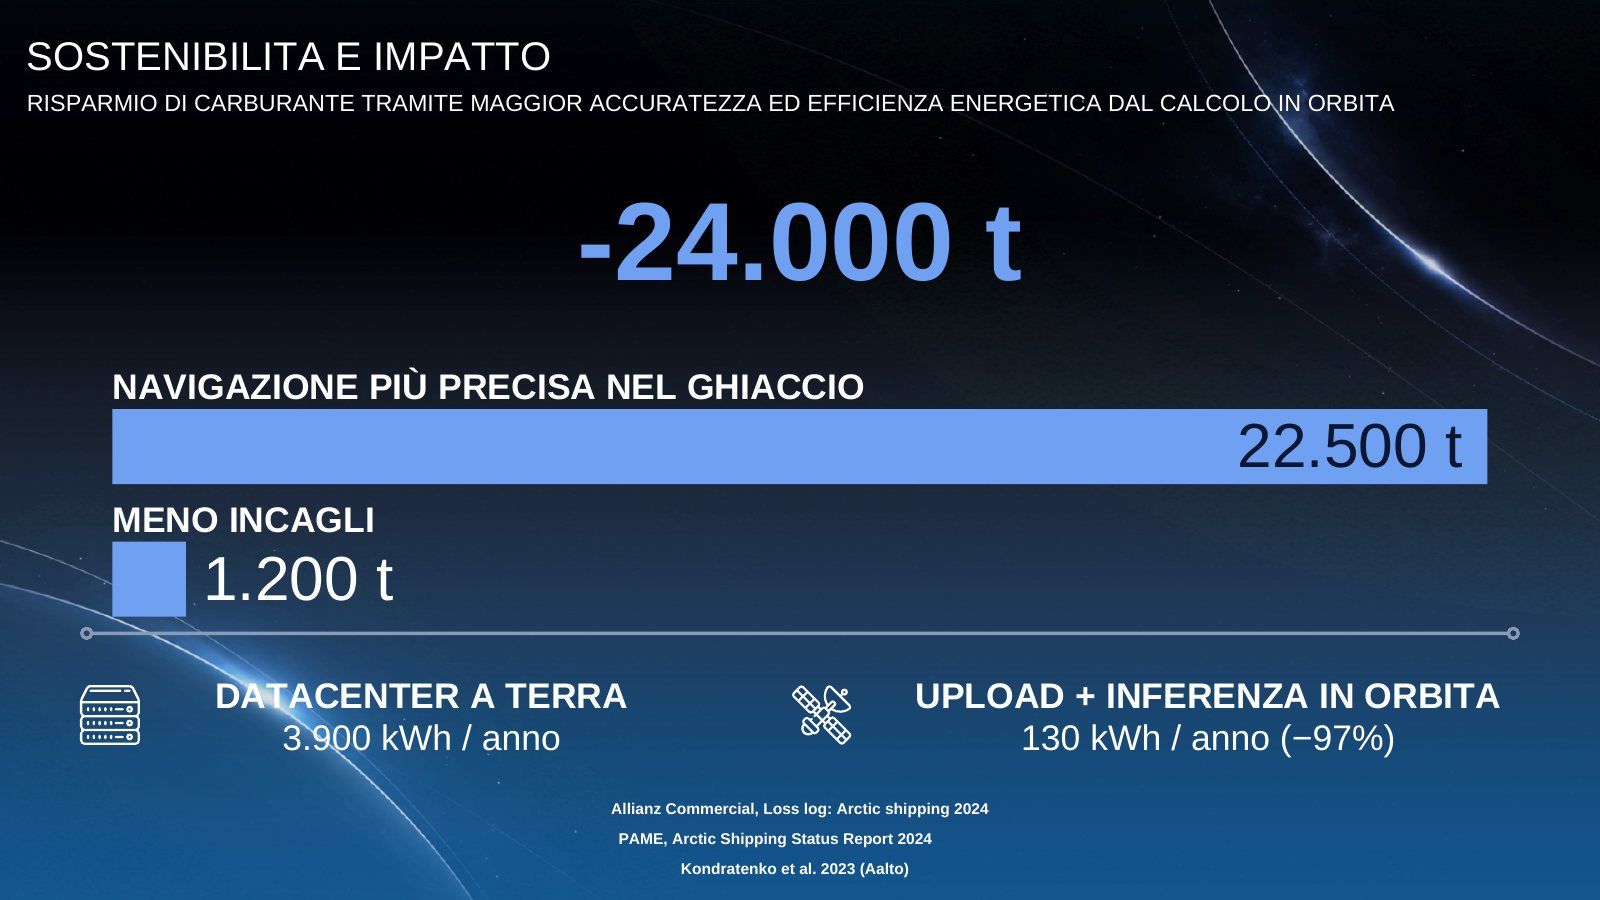 SOSTENIBILITA E IMPATTO
RISPARMIO DI CARBURANTE TRAMITE MAGGIOR ACCURATEZZA ED EFFICIENZA ENERGETICA DAL CALCOLO IN ORBITA
-24.000 t
NAVIGAZIONE PIÙ PRECISA NEL GHIACCIO
22.500 t
MENO INCAGLI
1.200 t
DATACENTER A TERRA
3.900 kWh / anno
UPLOAD + INFERENZA IN ORBITA
130 kWh / anno (−97%)
Allianz Commercial, Loss log: Arctic shipping 2024
PAME, Arctic Shipping Status Report 2024
Kondratenko et al. 2023 (Aalto)